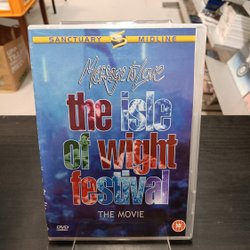 SANCTUARY MIDLINE
Message to Love
the isle
of wight
festival
THE MOVIE
DVD